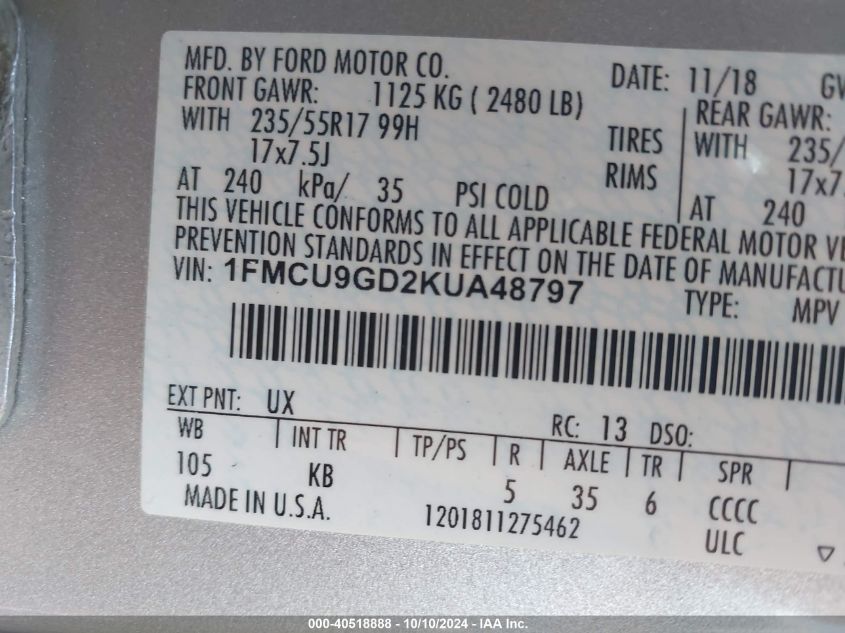 MFD. BY FORD MOTOR CO. DATE: 11/18
FRONT GAWR: 1125 KG ( 2480 LB) REAR GAWR:
WITH 235/55R17 99H TIRES WITH 235/
17x7.5J RIMS 17x7.
AT 240 kPa/ 35 PSI COLD AT 240
THIS VEHICLE CONFORMS TO ALL APPLICABLE FEDERAL MOTOR
PREVENTION STANDARDS IN EFFECT ON THE DATE OF MANUFACTU
VIN: 1FMCU9GD2KUA48797 TYPE: MPV
EXT PNT: UX RC: 13 DSO:
WB INT TR TP/PS R AXLE TR SPR
105 KB 5 35 6 CCCC
MADE IN U.S.A. 1201811275462 ULC
000-40518888 - 10/10/2024 - IAA Inc.